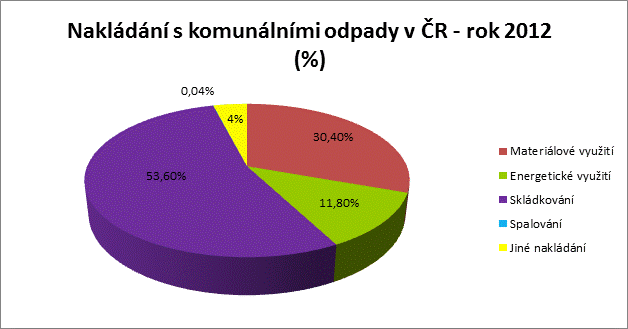 Nakládání s komunálními odpady v ČR - rok 2012
(%)
0,04%
4%
30,40%
53,60%
11,80%
Materiálové využití
Energetické využití
Skládkování
Spalování
Jiné nakládání